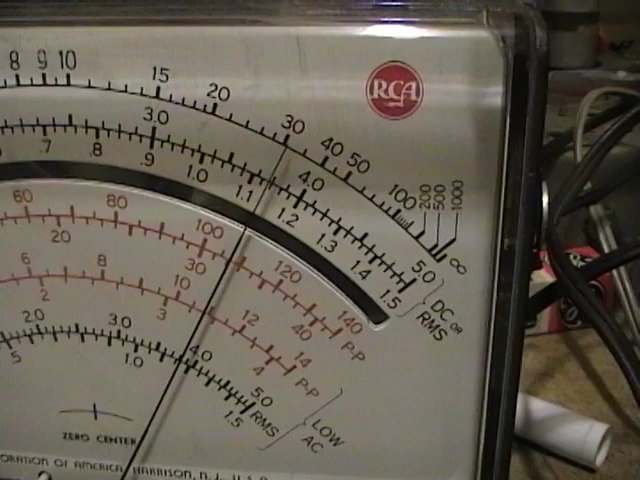 8 9 10 15 20 30 40 50 100 200 500 1000 ∞
RCA
3.0 4.0 5.0
.7 .8 .9 1.0 1.1 1.2 1.3 1.4 1.5
DC OR
RMS
60 80 100 120 140
20 30 40
P-P
6 8 10 12 14
2 3 4
P-P
2.0 3.0 4.0 5.0
1.0 1.5
RMS
LOW
AC
ZERO CENTER
ORATION OF AMERICA, HARRISON, N.J., U.S.A.